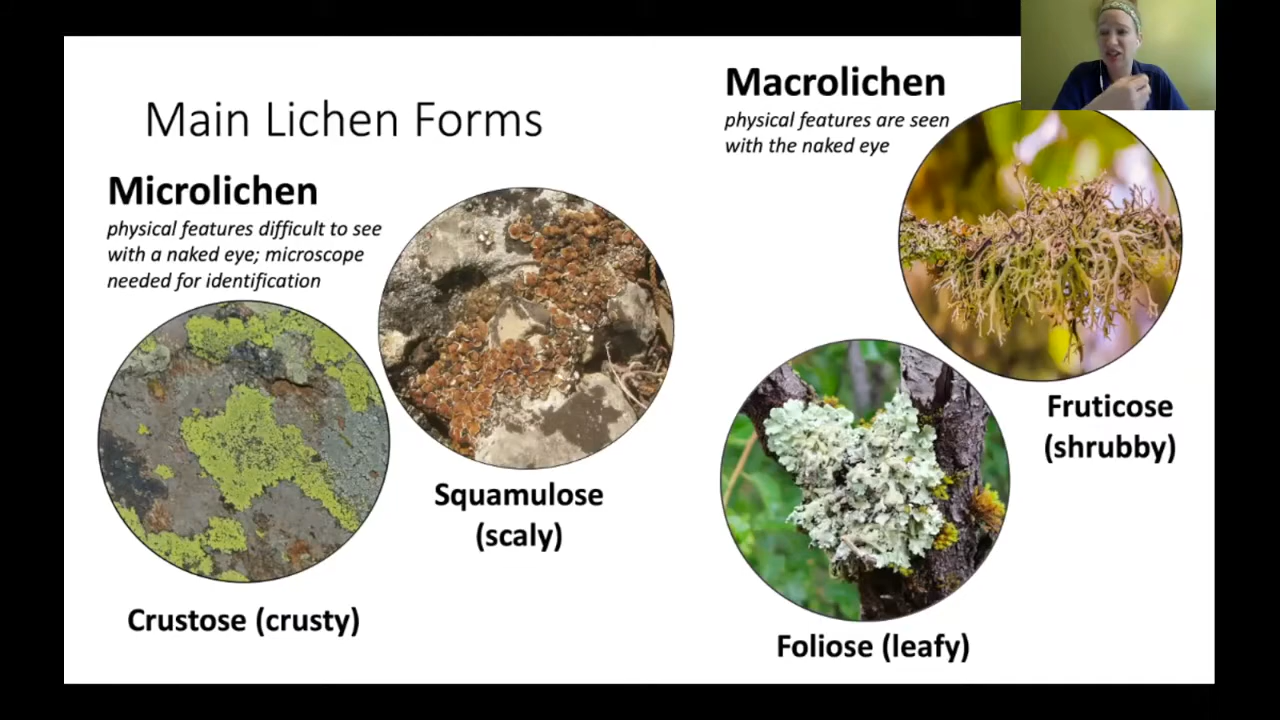 Main Lichen Forms
Microlichen
physical features difficult to see
with a naked eye; microscope
needed for identification
Crustose (crusty)
Squamulose
(scaly)
Macrolichen
physical features are seen
with the naked eye
Foliose (leafy)
Fruticose
(shrubby)